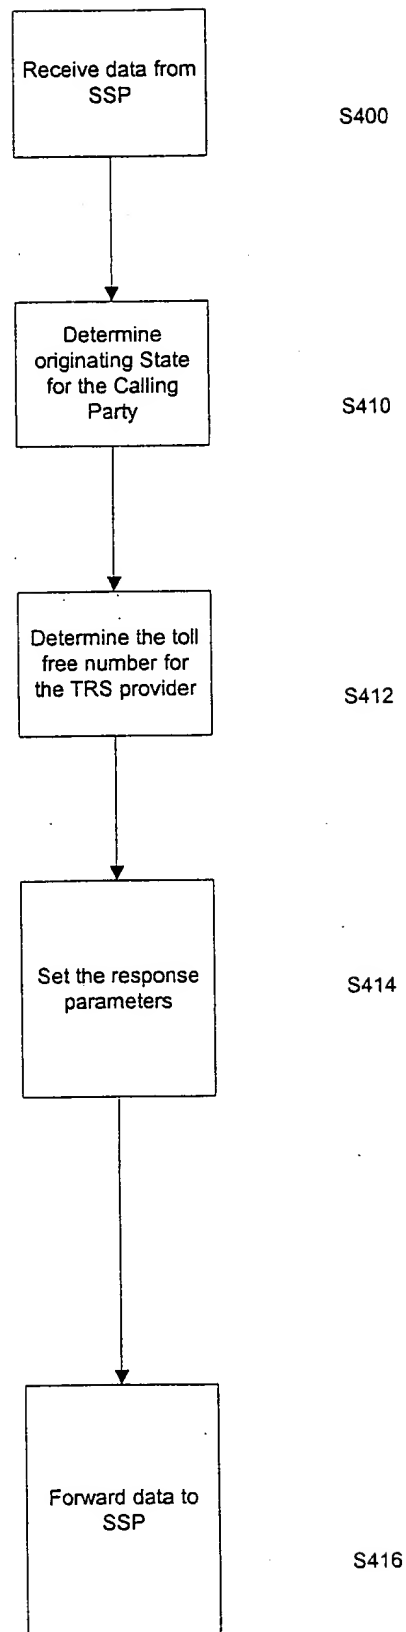 Receive data from
SSP
S400
Determine
originating State
for the Calling
Party
S410
Determine the toll
free number for
the TRS provider
S412
Set the response
parameters
S414
Forward data to
SSP
S416